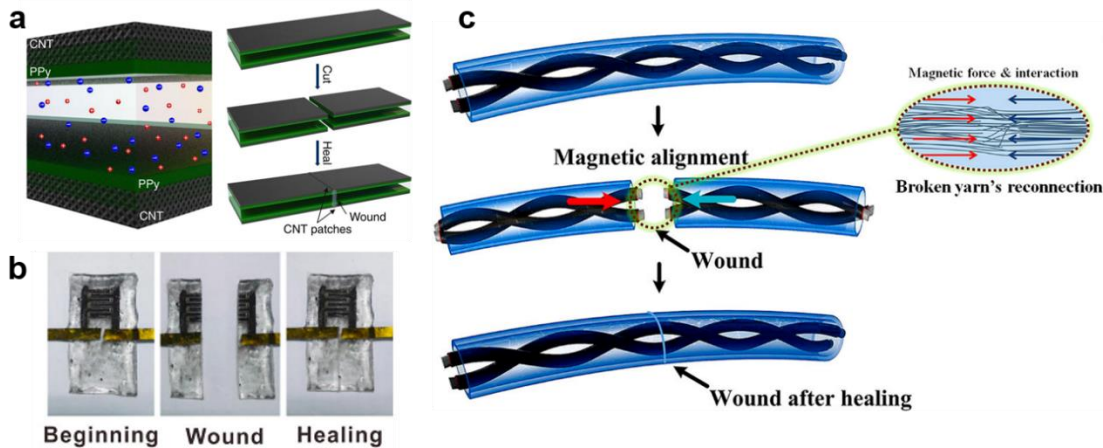 a
CNT
PPy
PPy
CNT
Cut
Heal
Wound
CNT patches
b
Beginning
Wound
Healing
c
Magnetic force & interaction
Magnetic alignment
Broken yarn's reconnection
Wound
Wound after healing